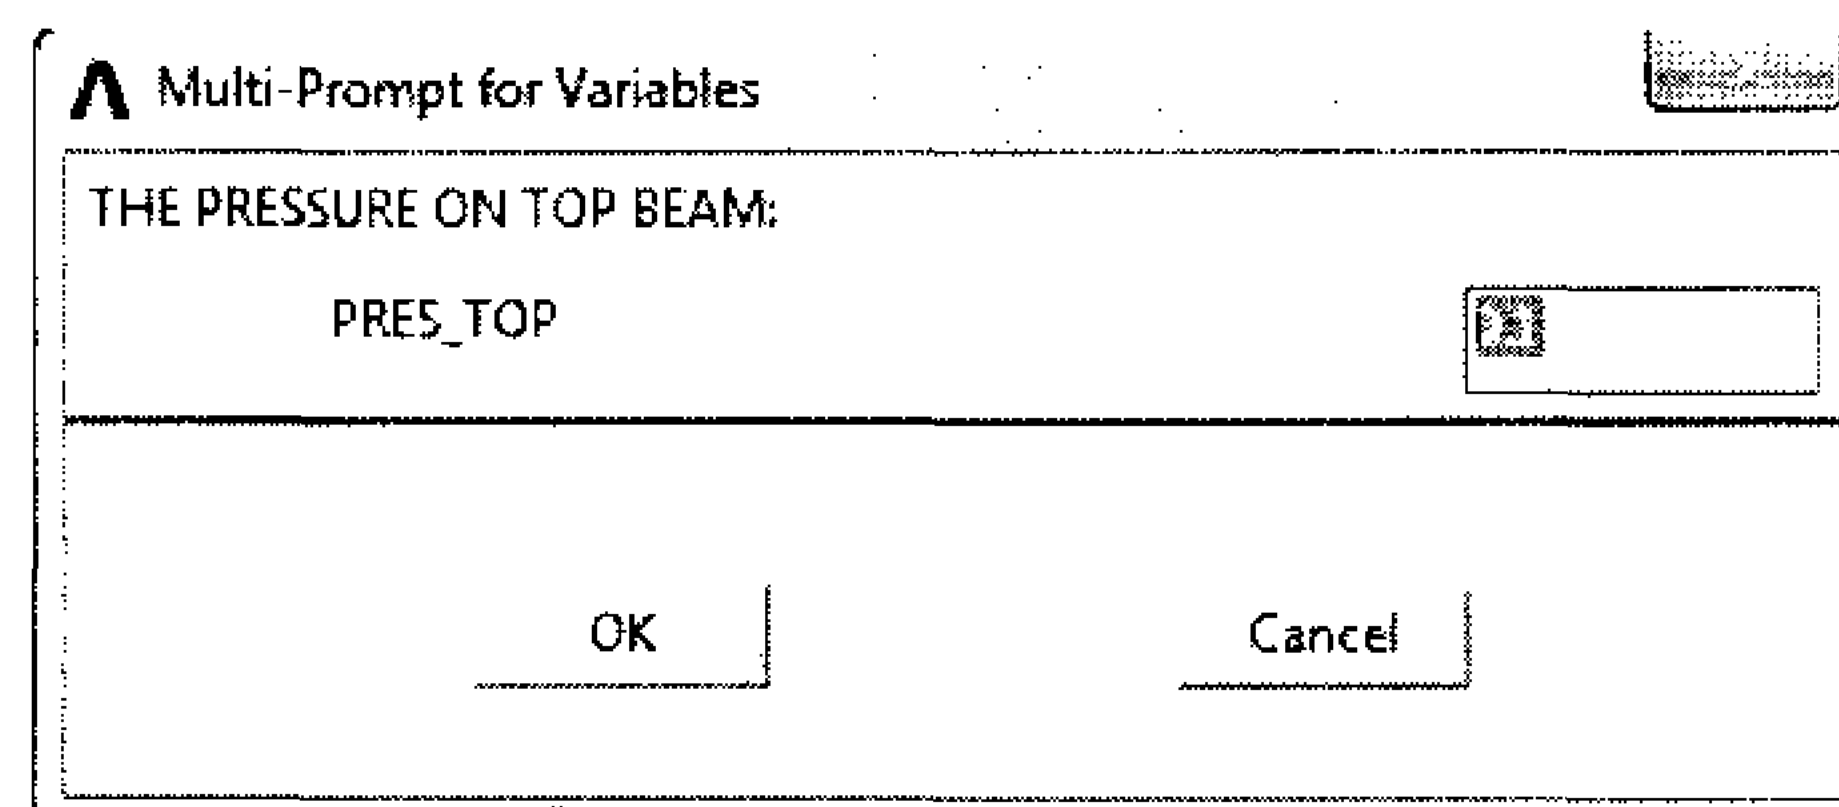 Multi-Prompt for Variables
THE PRESSURE ON TOP BEAM:
PRES_TOP
OK
Cancel